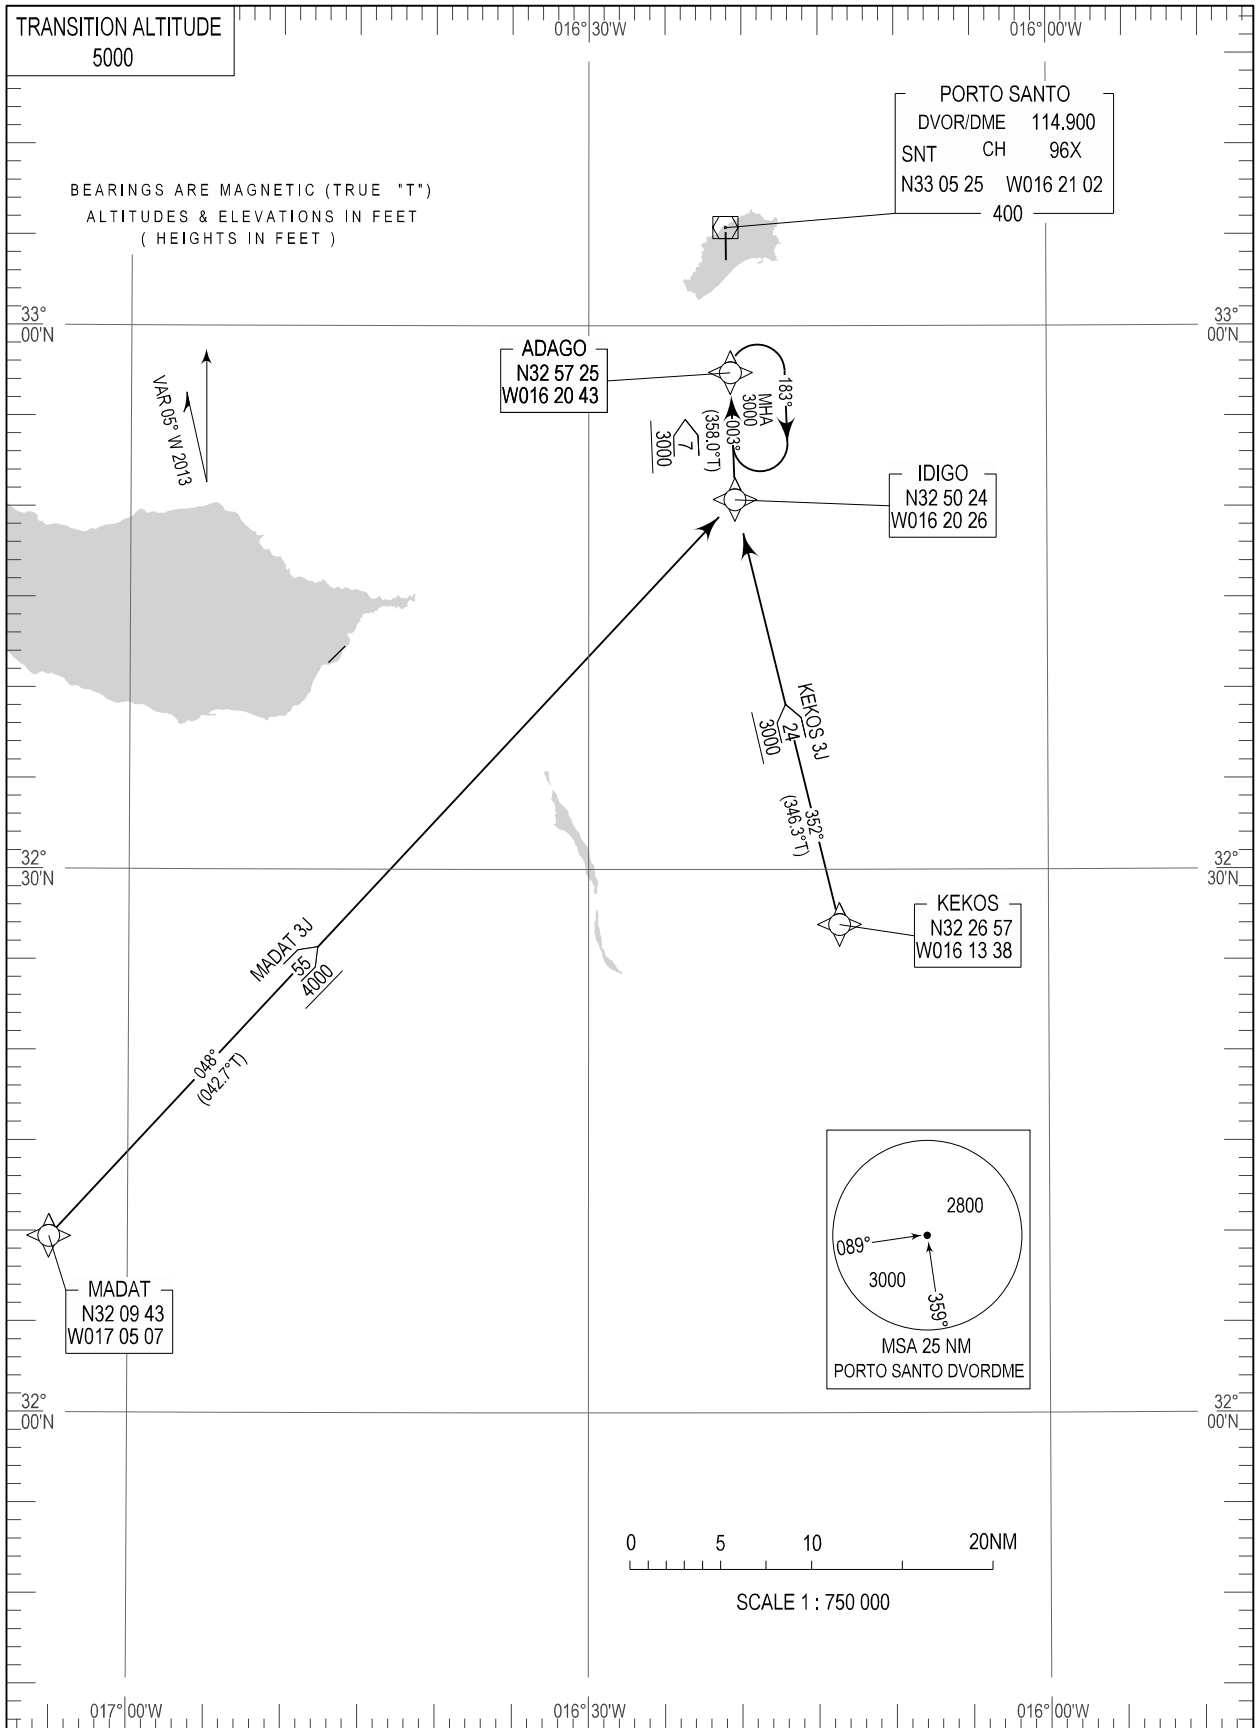 TRANSITION ALTITUDE
5000
016°30'W
016°00'W
PORTO SANTO
DVOR/DME 114.900
SNT CH 96X
N33 05 25 W016 21 02
400
BEARINGS ARE MAGNETIC (TRUE "T")
ALTITUDES & ELEVATIONS IN FEET
( HEIGHTS IN FEET )
33°
00'N
33°
00'N
VAR 05° W 2013
ADAGO
N32 57 25
W016 20 43
183°
MHA
3000
003°
(358.0°T)
7
3000
IDIGO
N32 50 24
W016 20 26
KEKOS 3J
24
3000
352°
(346.3°T)
32°
30'N
32°
30'N
KEKOS
N32 26 57
W016 13 38
MADAT 3J
55
4000
048°
(042.7°T)
MADAT
N32 09 43
W017 05 07
2800
089°
3000
359°
MSA 25 NM
PORTO SANTO DVORDME
32°
00'N
32°
00'N
0 5 10 20NM
SCALE 1 : 750 000
017°00'W
016°30'W
016°00'W